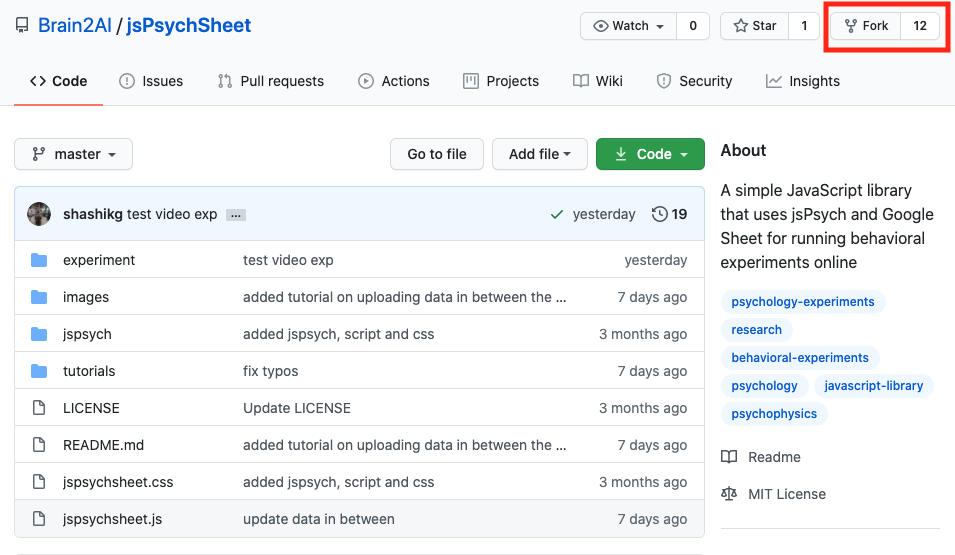 Brain2AI / jsPsychSheet
Watch 0 Star 1 Fork 12
Code Issues Pull requests Actions Projects Wiki Security Insights
master Go to file Add file Code
shashikg test video exp ... yesterday 19
experiment test video exp yesterday
images added tutorial on uploading data in between the ... 7 days ago
jspsych added jspsych, script and css 3 months ago
tutorials fix typos 7 days ago
LICENSE Update LICENSE 3 months ago
README.md added tutorial on uploading data in between the ... 7 days ago
jspsychsheet.css added jspsych, script and css 3 months ago
jspsychsheet.js update data in between 7 days ago
About
A simple JavaScript library
that uses jsPsych and Google
Sheet for running behavioral
experiments online
psychology-experiments
research
behavioral-experiments
psychology javascript-library
psychophysics
Readme
MIT License